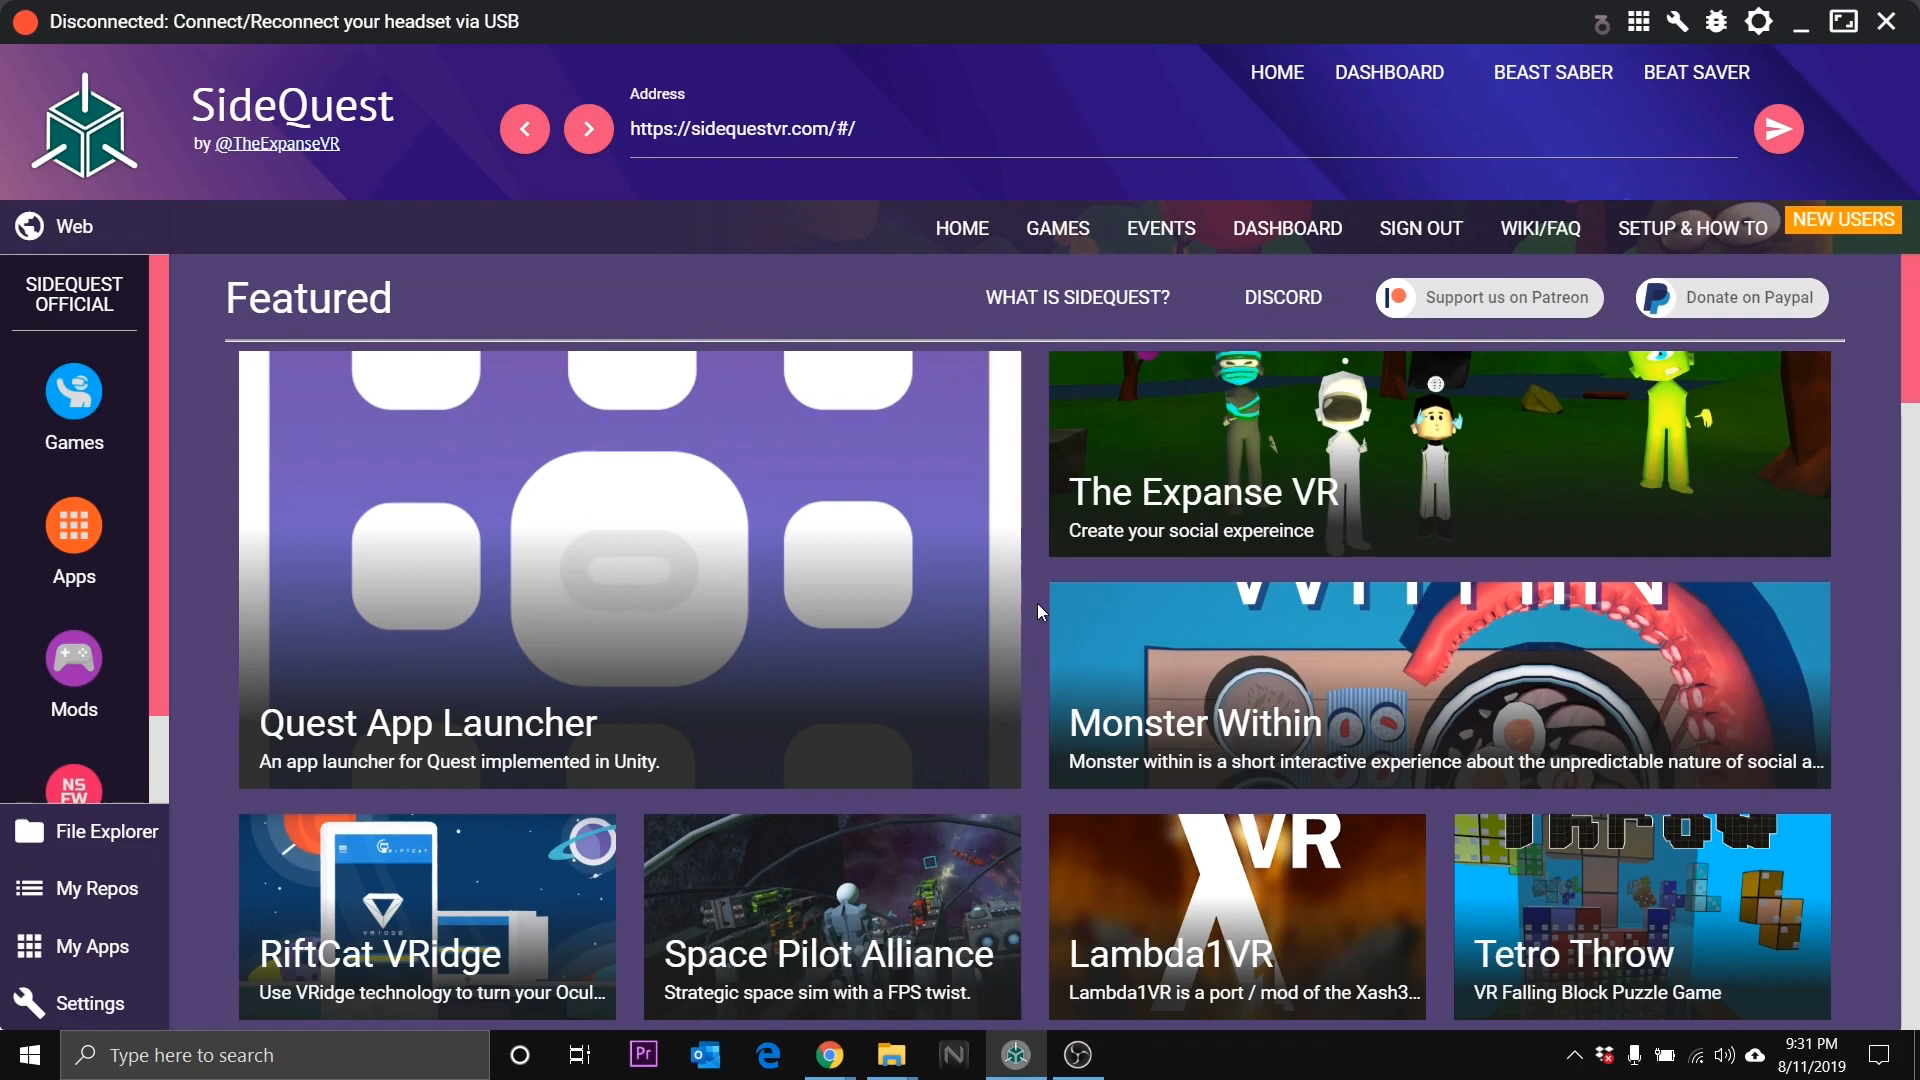 Disconnected: Connect/Reconnect your headset via USB
SideQuest
by @TheExpanseVR
Address
https://sidequestvr.com/#/
HOME
DASHBOARD
BEAST SABER
BEAT SAVER
Web
HOME
GAMES
EVENTS
DASHBOARD
SIGN OUT
WIKI/FAQ
SETUP & HOW TO
NEW USERS
SIDEQUEST
OFFICIAL
Games
Apps
Mods
NS
FW
File Explorer
My Repos
My Apps
Settings
Featured
WHAT IS SIDEQUEST?
DISCORD
Support us on Patreon
Donate on Paypal
Quest App Launcher
An app launcher for Quest implemented in Unity.
The Expanse VR
Create your social expereince
WITHIN
Monster Within
Monster within is a short interactive experience about the unpredictable nature of social a...
RIFTCAT
VRIDGE
RiftCat VRidge
Use VRidge technology to turn your Ocul...
Space Pilot Alliance
Strategic space sim with a FPS twist.
VR
Lambda1VR
Lambda1VR is a port / mod of the Xash3...
Tetro Throw
VR Falling Block Puzzle Game
Type here to search
Pr
9:31 PM
8/11/2019